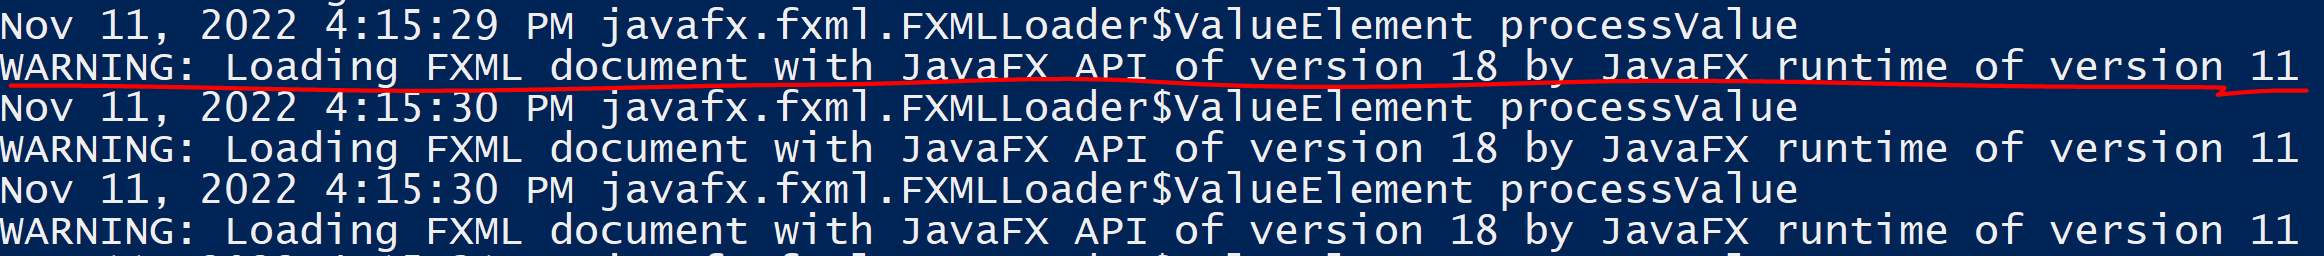 Nov 11, 2022 4:15:29 PM javafx.fxml.FXMLLoader$ValueElement processValue
WARNING: Loading FXML document with JavaFX API of version 18 by JavaFX runtime of version 11
Nov 11, 2022 4:15:30 PM javafx.fxml.FXMLLoader$ValueElement processValue
WARNING: Loading FXML document with JavaFX API of version 18 by JavaFX runtime of version 11
Nov 11, 2022 4:15:30 PM javafx.fxml.FXMLLoader$ValueElement processValue
WARNING: Loading FXML document with JavaFX API of version 18 by JavaFX runtime of version 11